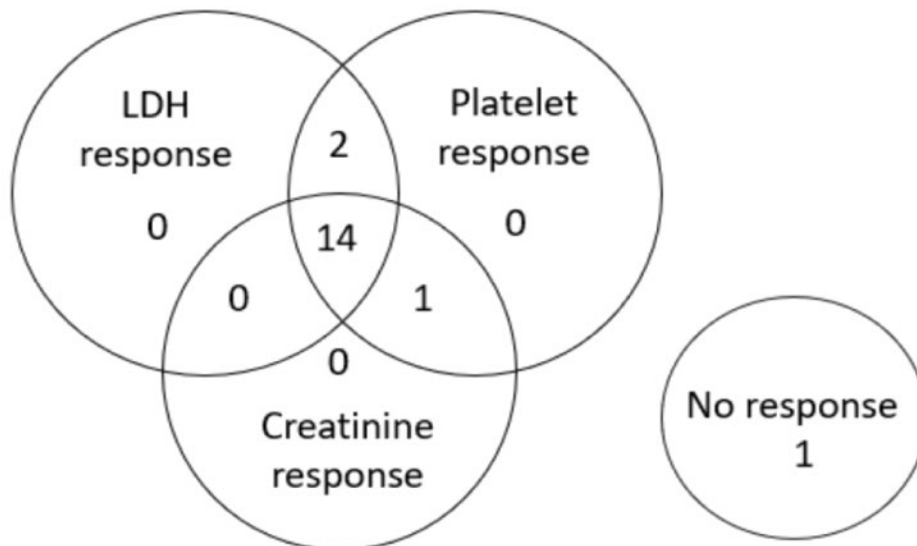 LDH
response
0
Platelet
response
0
2
14
0
1
0
Creatinine
response
No response
1